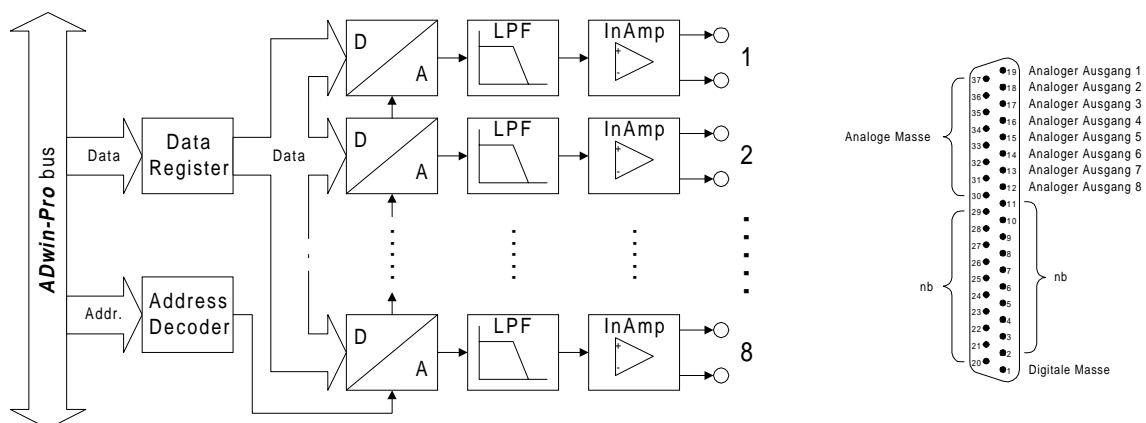 ADwin-Pro bus
Data
Data
Register
Data
Addr.
Address
Decoder
D
A
LPF
InAmp
+
-
1
D
A
LPF
InAmp
+
-
2
D
A
LPF
InAmp
+
-
8
37
36
35
34
33
32
31
30
29
28
27
26
25
24
23
22
21
20
Analoge Masse
nb
19 Analoger Ausgang 1
18 Analoger Ausgang 2
17 Analoger Ausgang 3
16 Analoger Ausgang 4
15 Analoger Ausgang 5
14 Analoger Ausgang 6
13 Analoger Ausgang 7
12 Analoger Ausgang 8
11
10
9
8
7
6
5
4
3
2
nb
1 Digitale Masse